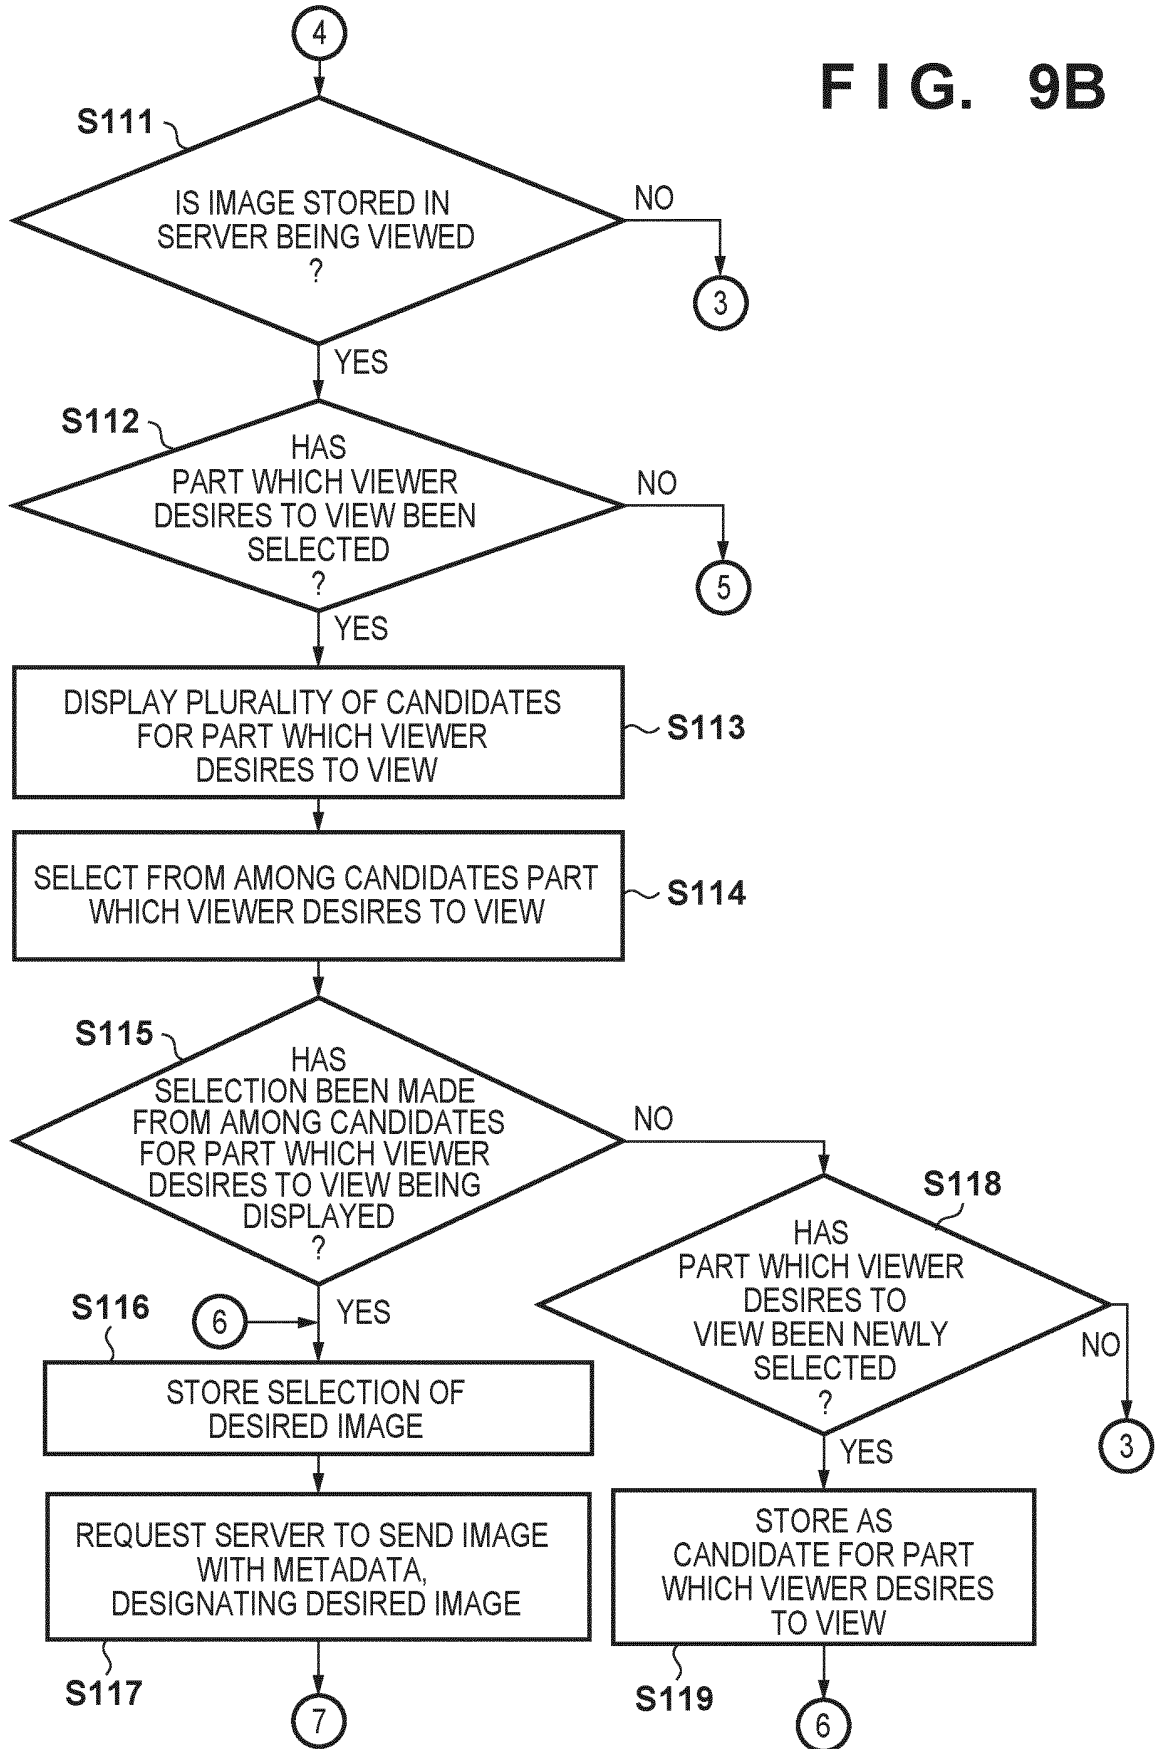 4
F I G. 9B
S111
IS IMAGE STORED IN
SERVER BEING VIEWED
?
NO
3
YES
S112
HAS
PART WHICH VIEWER
DESIRES TO VIEW BEEN
SELECTED
?
NO
5
YES
DISPLAY PLURALITY OF CANDIDATES
FOR PART WHICH VIEWER
DESIRES TO VIEW
S113
SELECT FROM AMONG CANDIDATES PART
WHICH VIEWER DESIRES TO VIEW
S114
S115
HAS
SELECTION BEEN MADE
FROM AMONG CANDIDATES
FOR PART WHICH VIEWER
DESIRES TO VIEW BEING
DISPLAYED
?
NO
YES
S118
HAS
PART WHICH VIEWER
DESIRES TO
VIEW BEEN NEWLY
SELECTED
?
NO
3
YES
6
S116
STORE SELECTION OF
DESIRED IMAGE
REQUEST SERVER TO SEND IMAGE
WITH METADATA,
DESIGNATING DESIRED IMAGE
S117
7
STORE AS
CANDIDATE FOR PART
WHICH VIEWER DESIRES
TO VIEW
S119
6